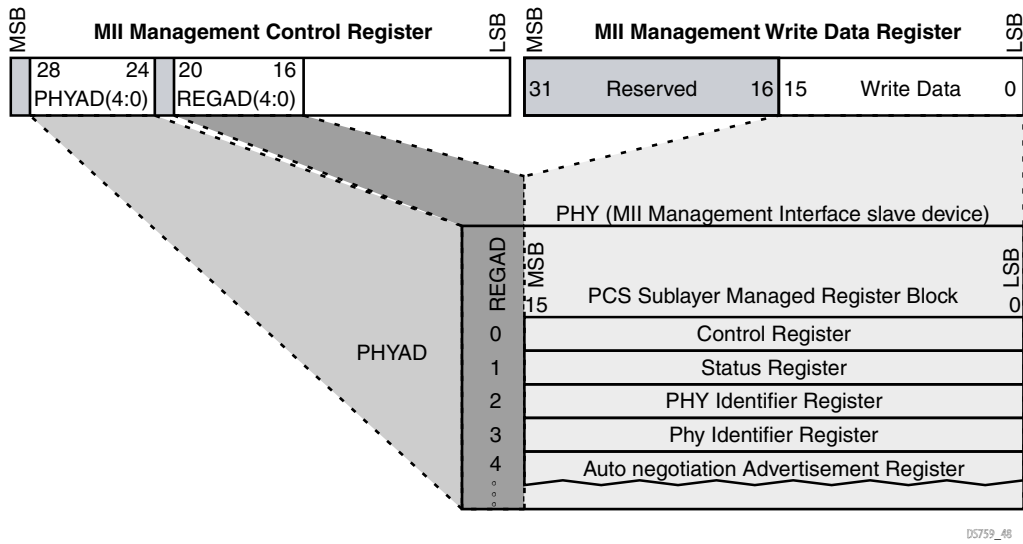 MSB
MII Management Control Register
LSB
MSB
MII Management Write Data Register
LSB
28 24 20 16
PHYAD(4:0) REGAD(4:0)
31 Reserved 16 15 Write Data 0
PHY (MII Management Interface slave device)
REGAD
MSB
LSB
15 PCS Sublayer Managed Register Block 0
0 Control Register
PHYAD
1 Status Register
2 PHY Identifier Register
3 Phy Identifier Register
4 Auto negotiation Advertisement Register
DS759_48